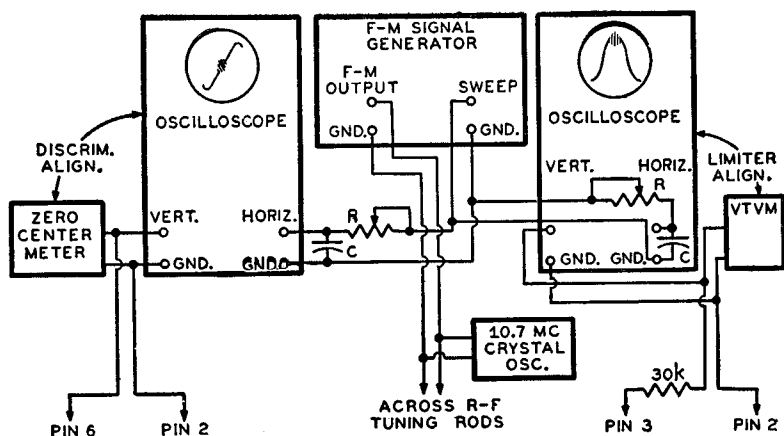 F-M SIGNAL
GENERATOR
F-M
OUTPUT
SWEEP
GND.
GND.
OSCILLOSCOPE
OSCILLOSCOPE
DISCRIM.
ALIGN.
LIMITER
ALIGN.
ZERO
CENTER
METER
VERT.
HORIZ.
R
C
GND.
GND.
VERT.
HORIZ.
R
C
GND.
GND.
VTVM
10.7 MC
CRYSTAL
OSC.
30K
PIN 6
PIN 2
ACROSS R-F
TUNING RODS
PIN 3
PIN 2